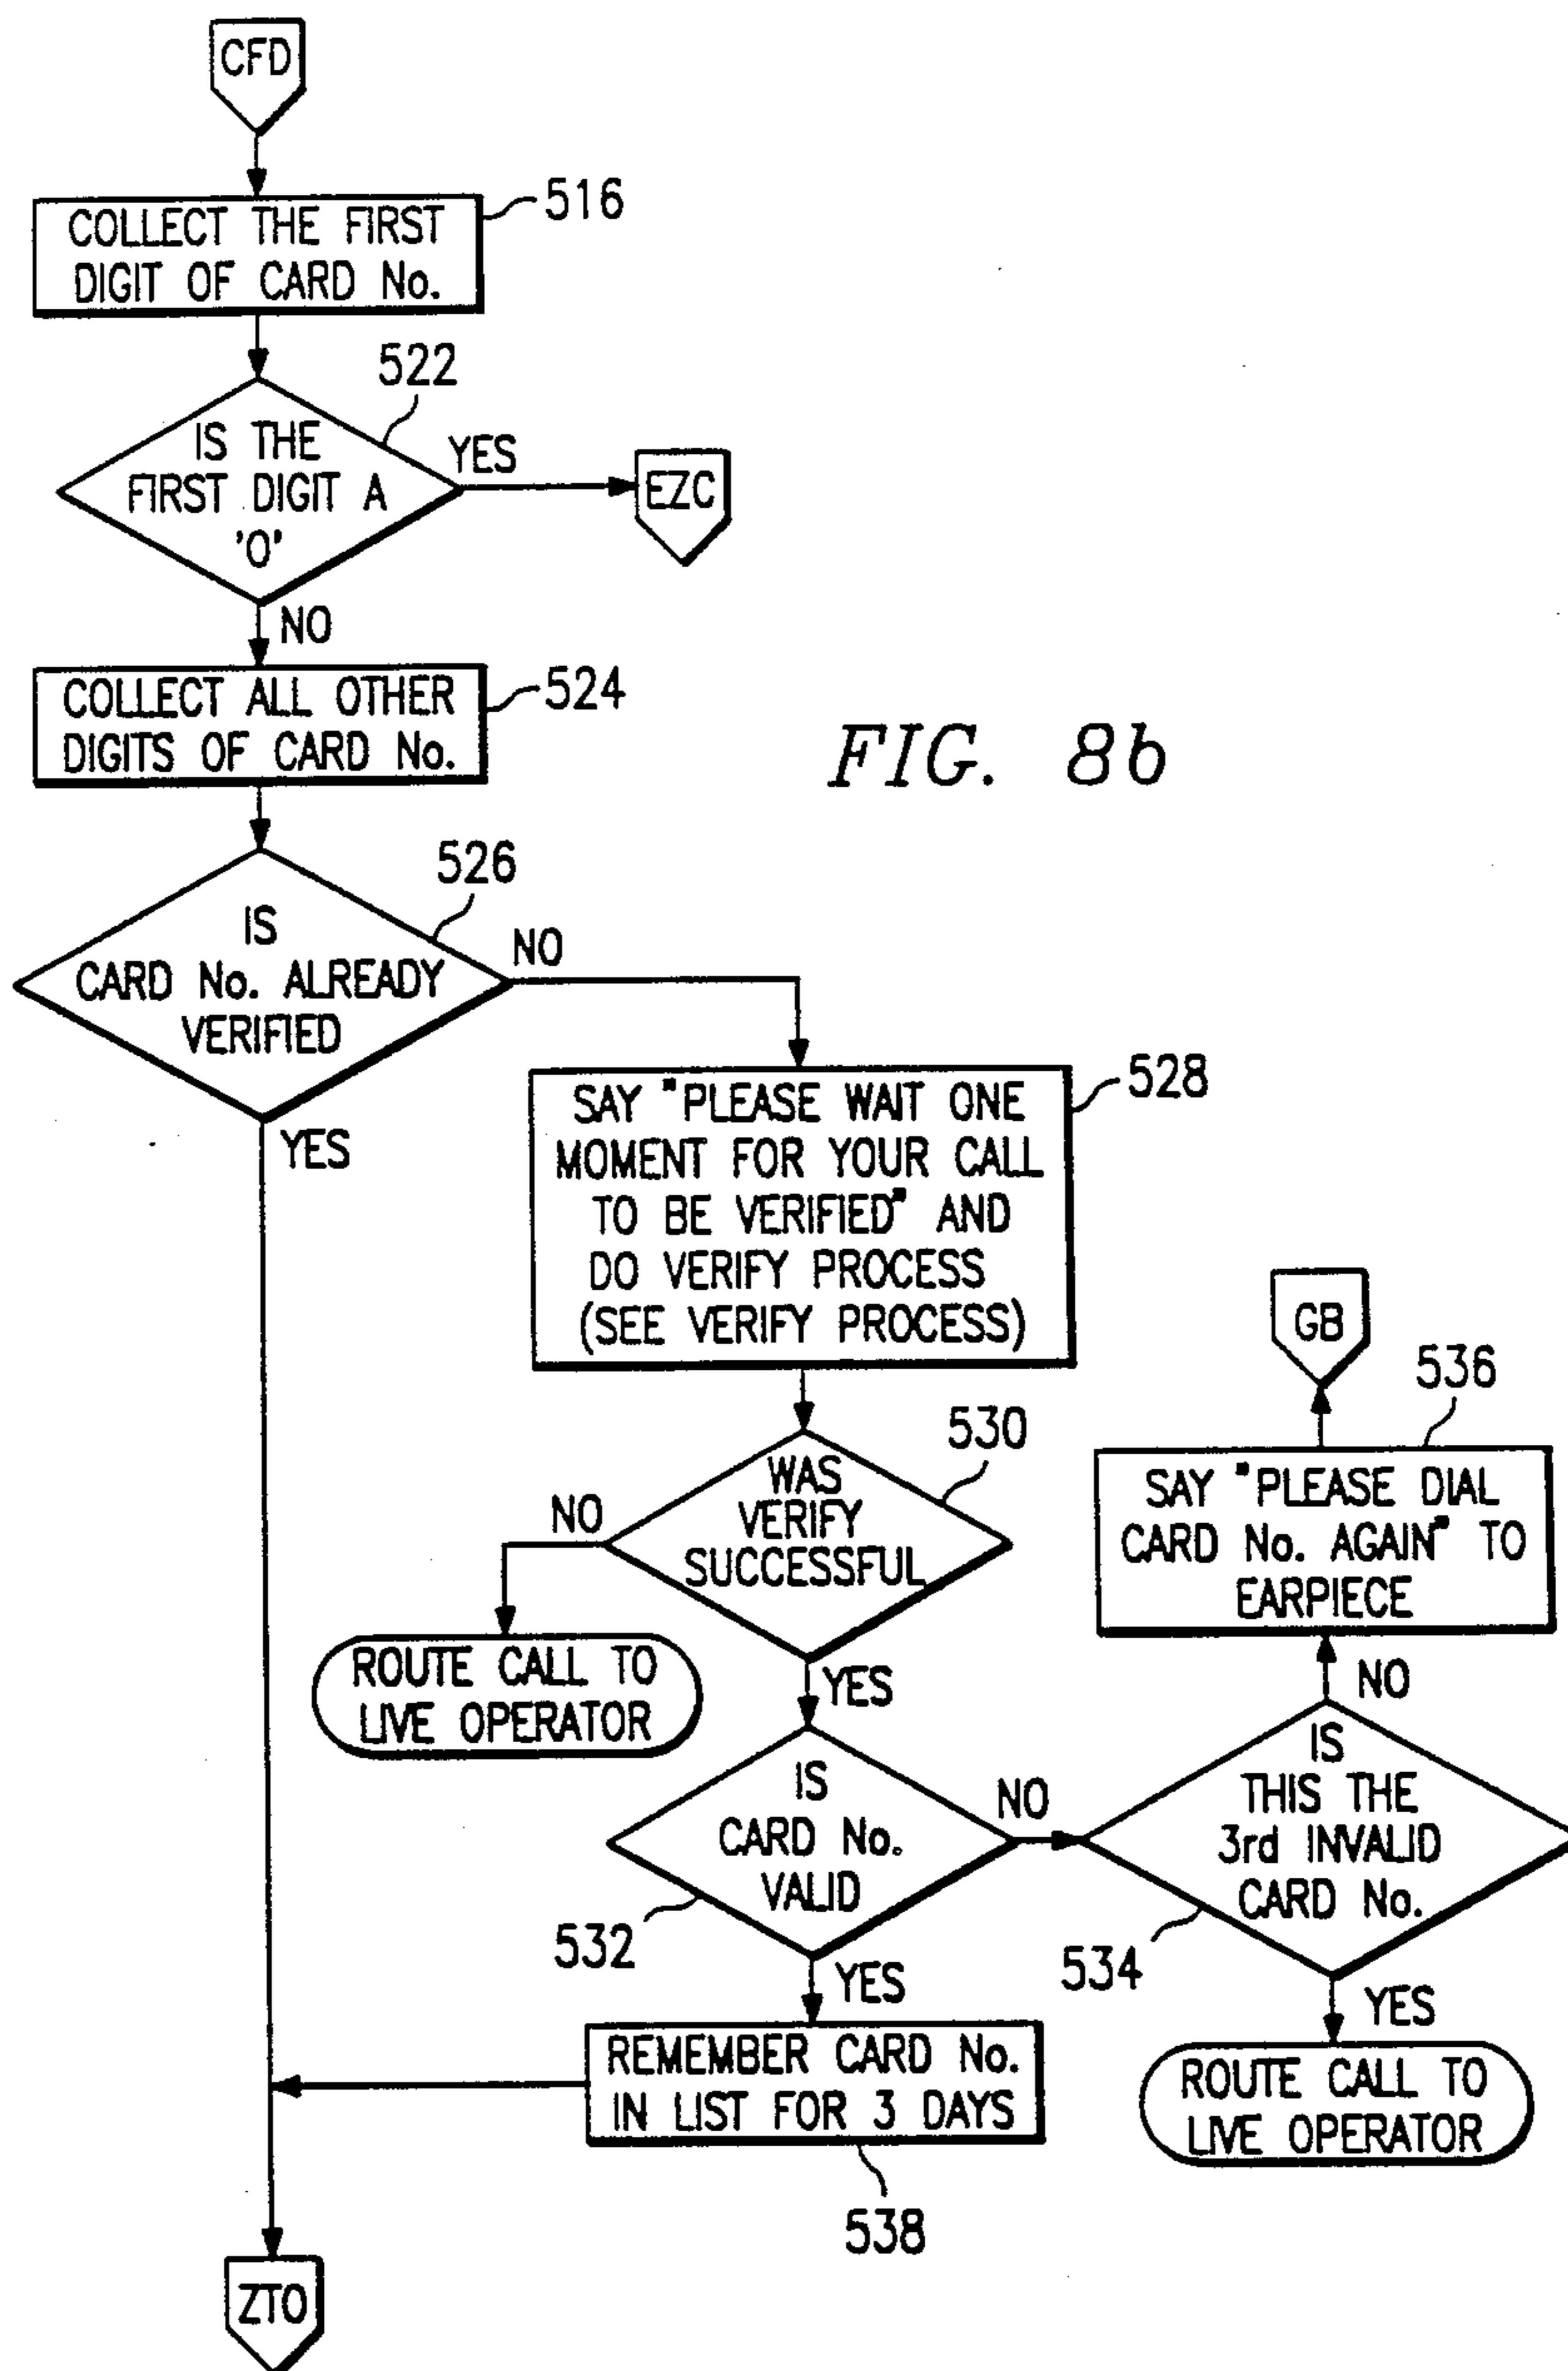 CFD
516
COLLECT THE FIRST
DIGIT OF CARD No.
522
IS THE
FIRST DIGIT A
'0'
YES
EZC
NO
524
COLLECT ALL OTHER
DIGITS OF CARD No.
FIG. 8b
526
IS
CARD No. ALREADY
VERIFIED
NO
YES
528
SAY "PLEASE WAIT ONE
MOMENT FOR YOUR CALL
TO BE VERIFIED" AND
DO VERIFY PROCESS
(SEE VERIFY PROCESS)
GB
536
SAY "PLEASE DIAL
CARD No. AGAIN" TO
EARPIECE
530
WAS
VERIFY
SUCCESSFUL
NO
ROUTE CALL TO
LIVE OPERATOR
YES
NO
IS
CARD No.
VALID
532
NO
IS
THIS THE
3rd INVALID
CARD No.
534
YES
YES
REMEMBER CARD No.
IN LIST FOR 3 DAYS
538
ROUTE CALL TO
LIVE OPERATOR
ZTO